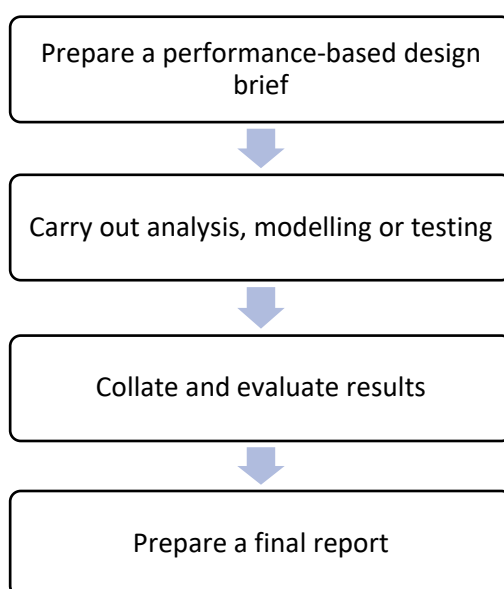 Prepare a performance-based design
brief
Carry out analysis, modelling or testing
Collate and evaluate results
Prepare a final report